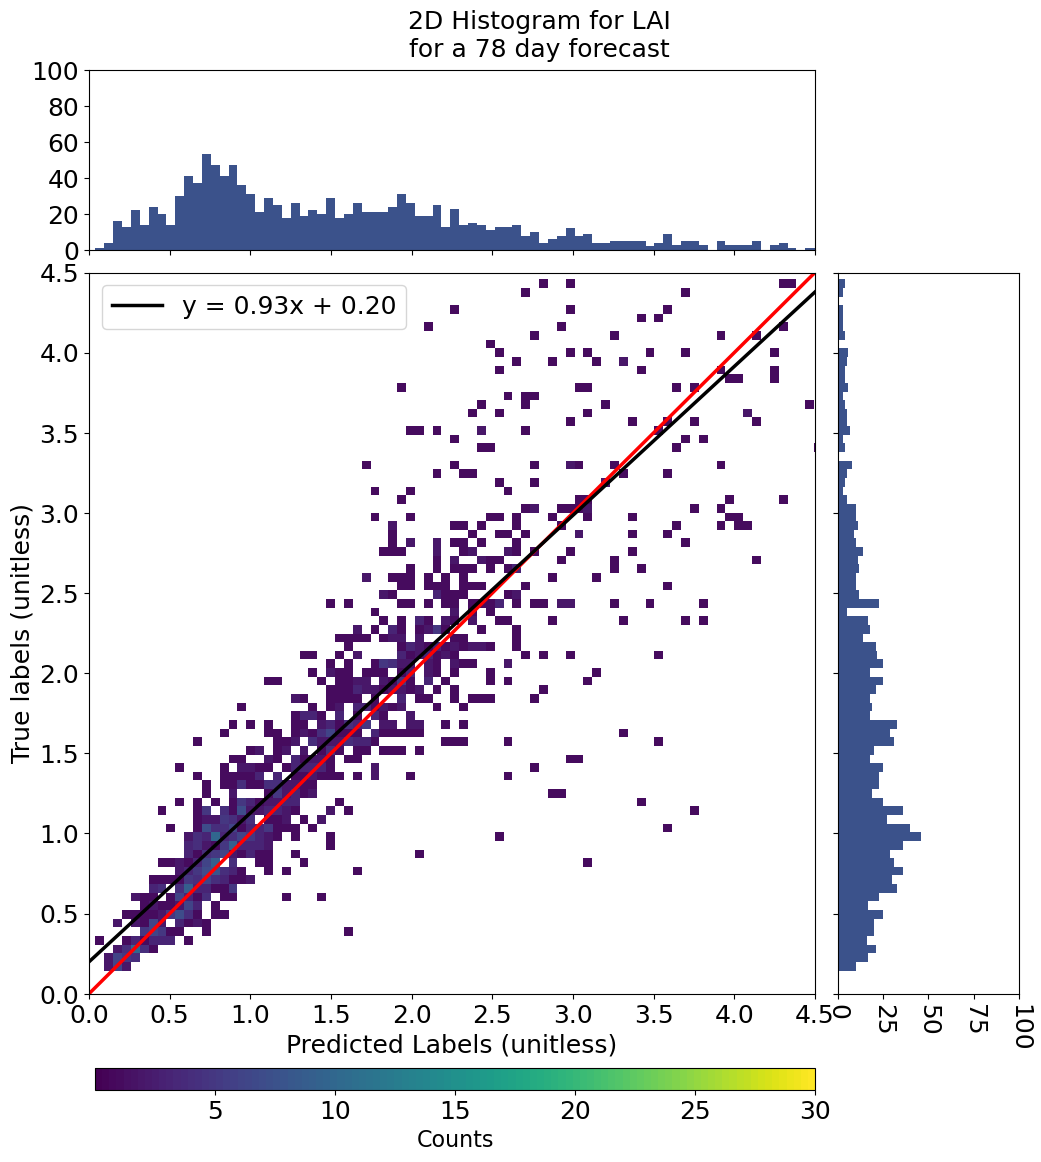 2D Histogram for LAI
for a 78 day forecast
100
80
60
40
20
0
4.5
4.0
3.5
3.0
2.5
2.0
1.5
1.0
0.5
0.0
True labels (unitless)
y = 0.93x + 0.20
0.0 0.5 1.0 1.5 2.0 2.5 3.0 3.5 4.0 4.5
Predicted Labels (unitless)
0 25 50 75 100
5 10 15 20 25 30
Counts